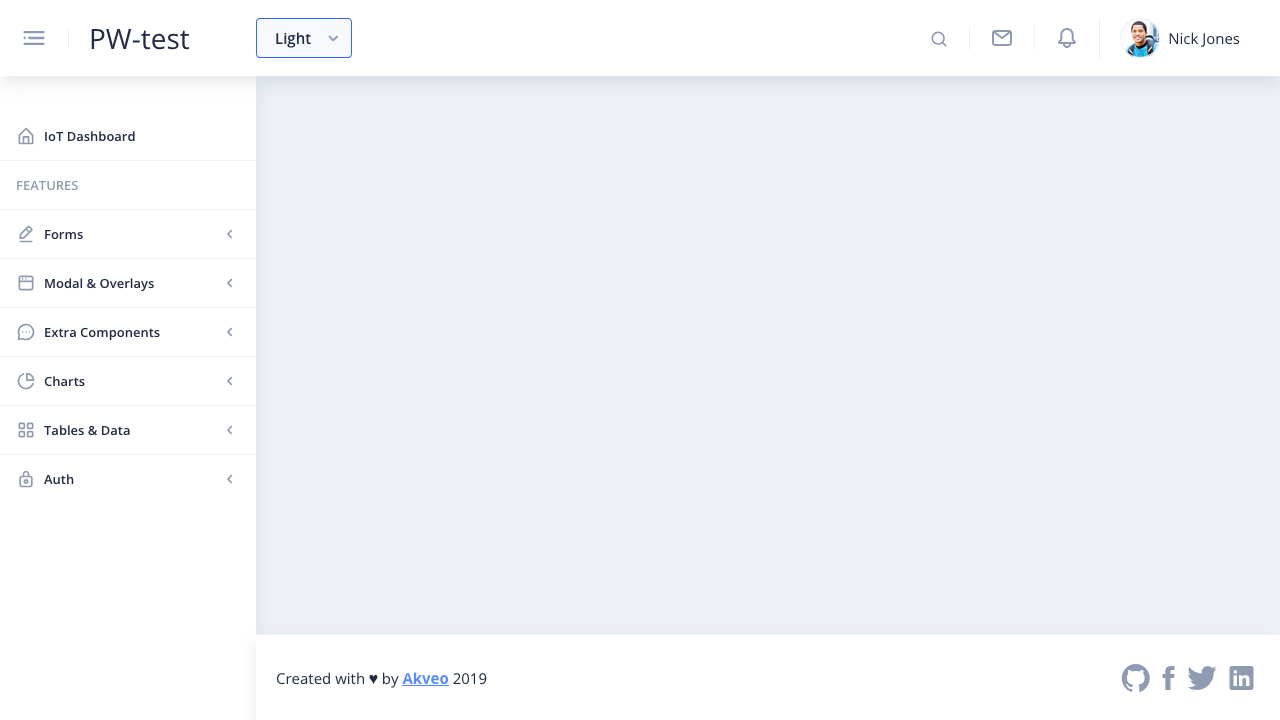 PW-test
Light
Nick Jones
IoT Dashboard
FEATURES
Forms
Modal & Overlays
Extra Components
Charts
Tables & Data
Auth
Created with ♥ by Akveo 2019